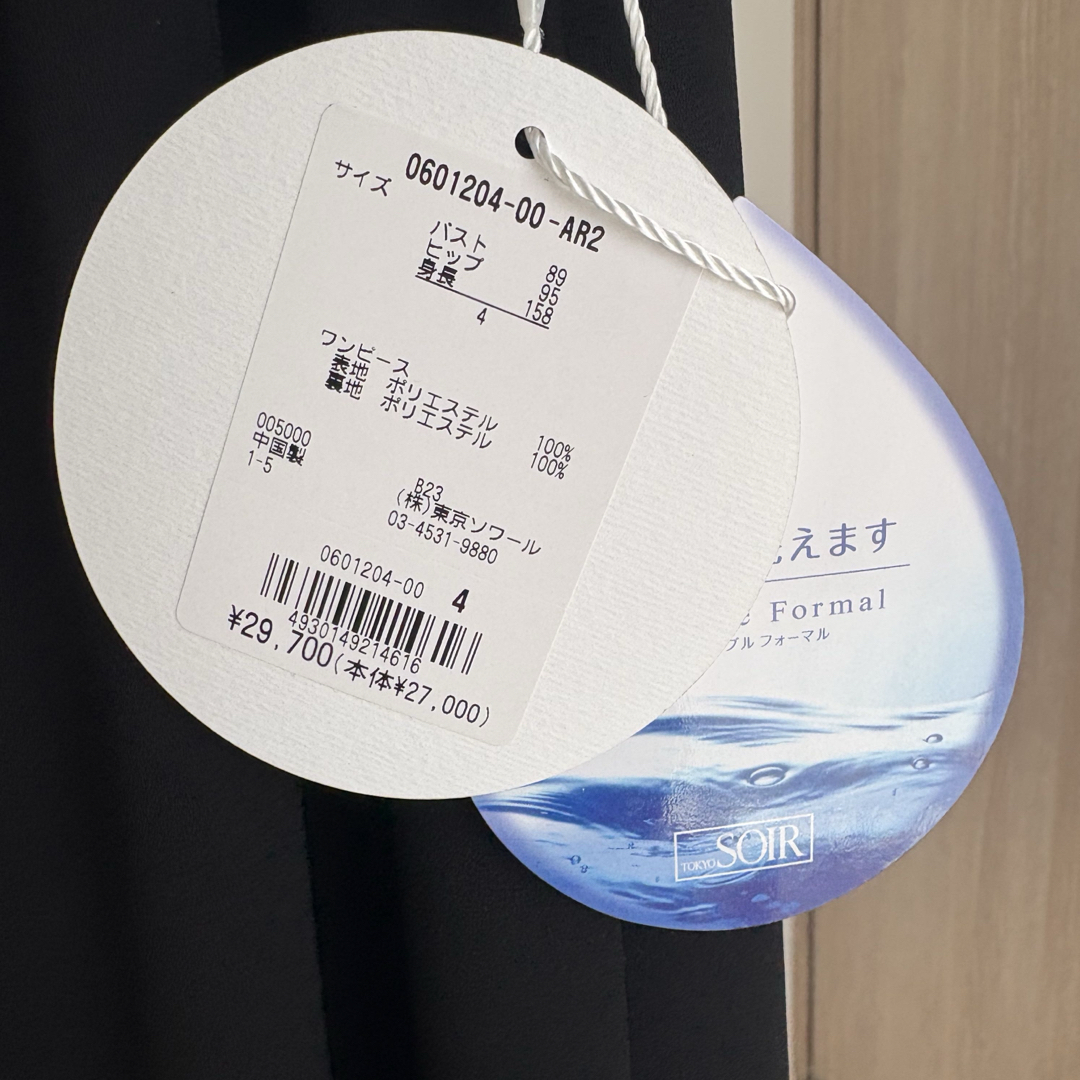 サイズ 0601204-00-AR2
バスト 89
ヒップ 95
身長 158
4
ワンピース
表地 ポリエステル 100%
裏地 ポリエステル 100%
005000
中国製
1-5
B23
(株)東京ソワール
03-4531-9880
0601204-00 4
4930149214616
¥29,700(本体¥27,000)
えます
Formal
ブル フォーマル
TOKYO SOIR